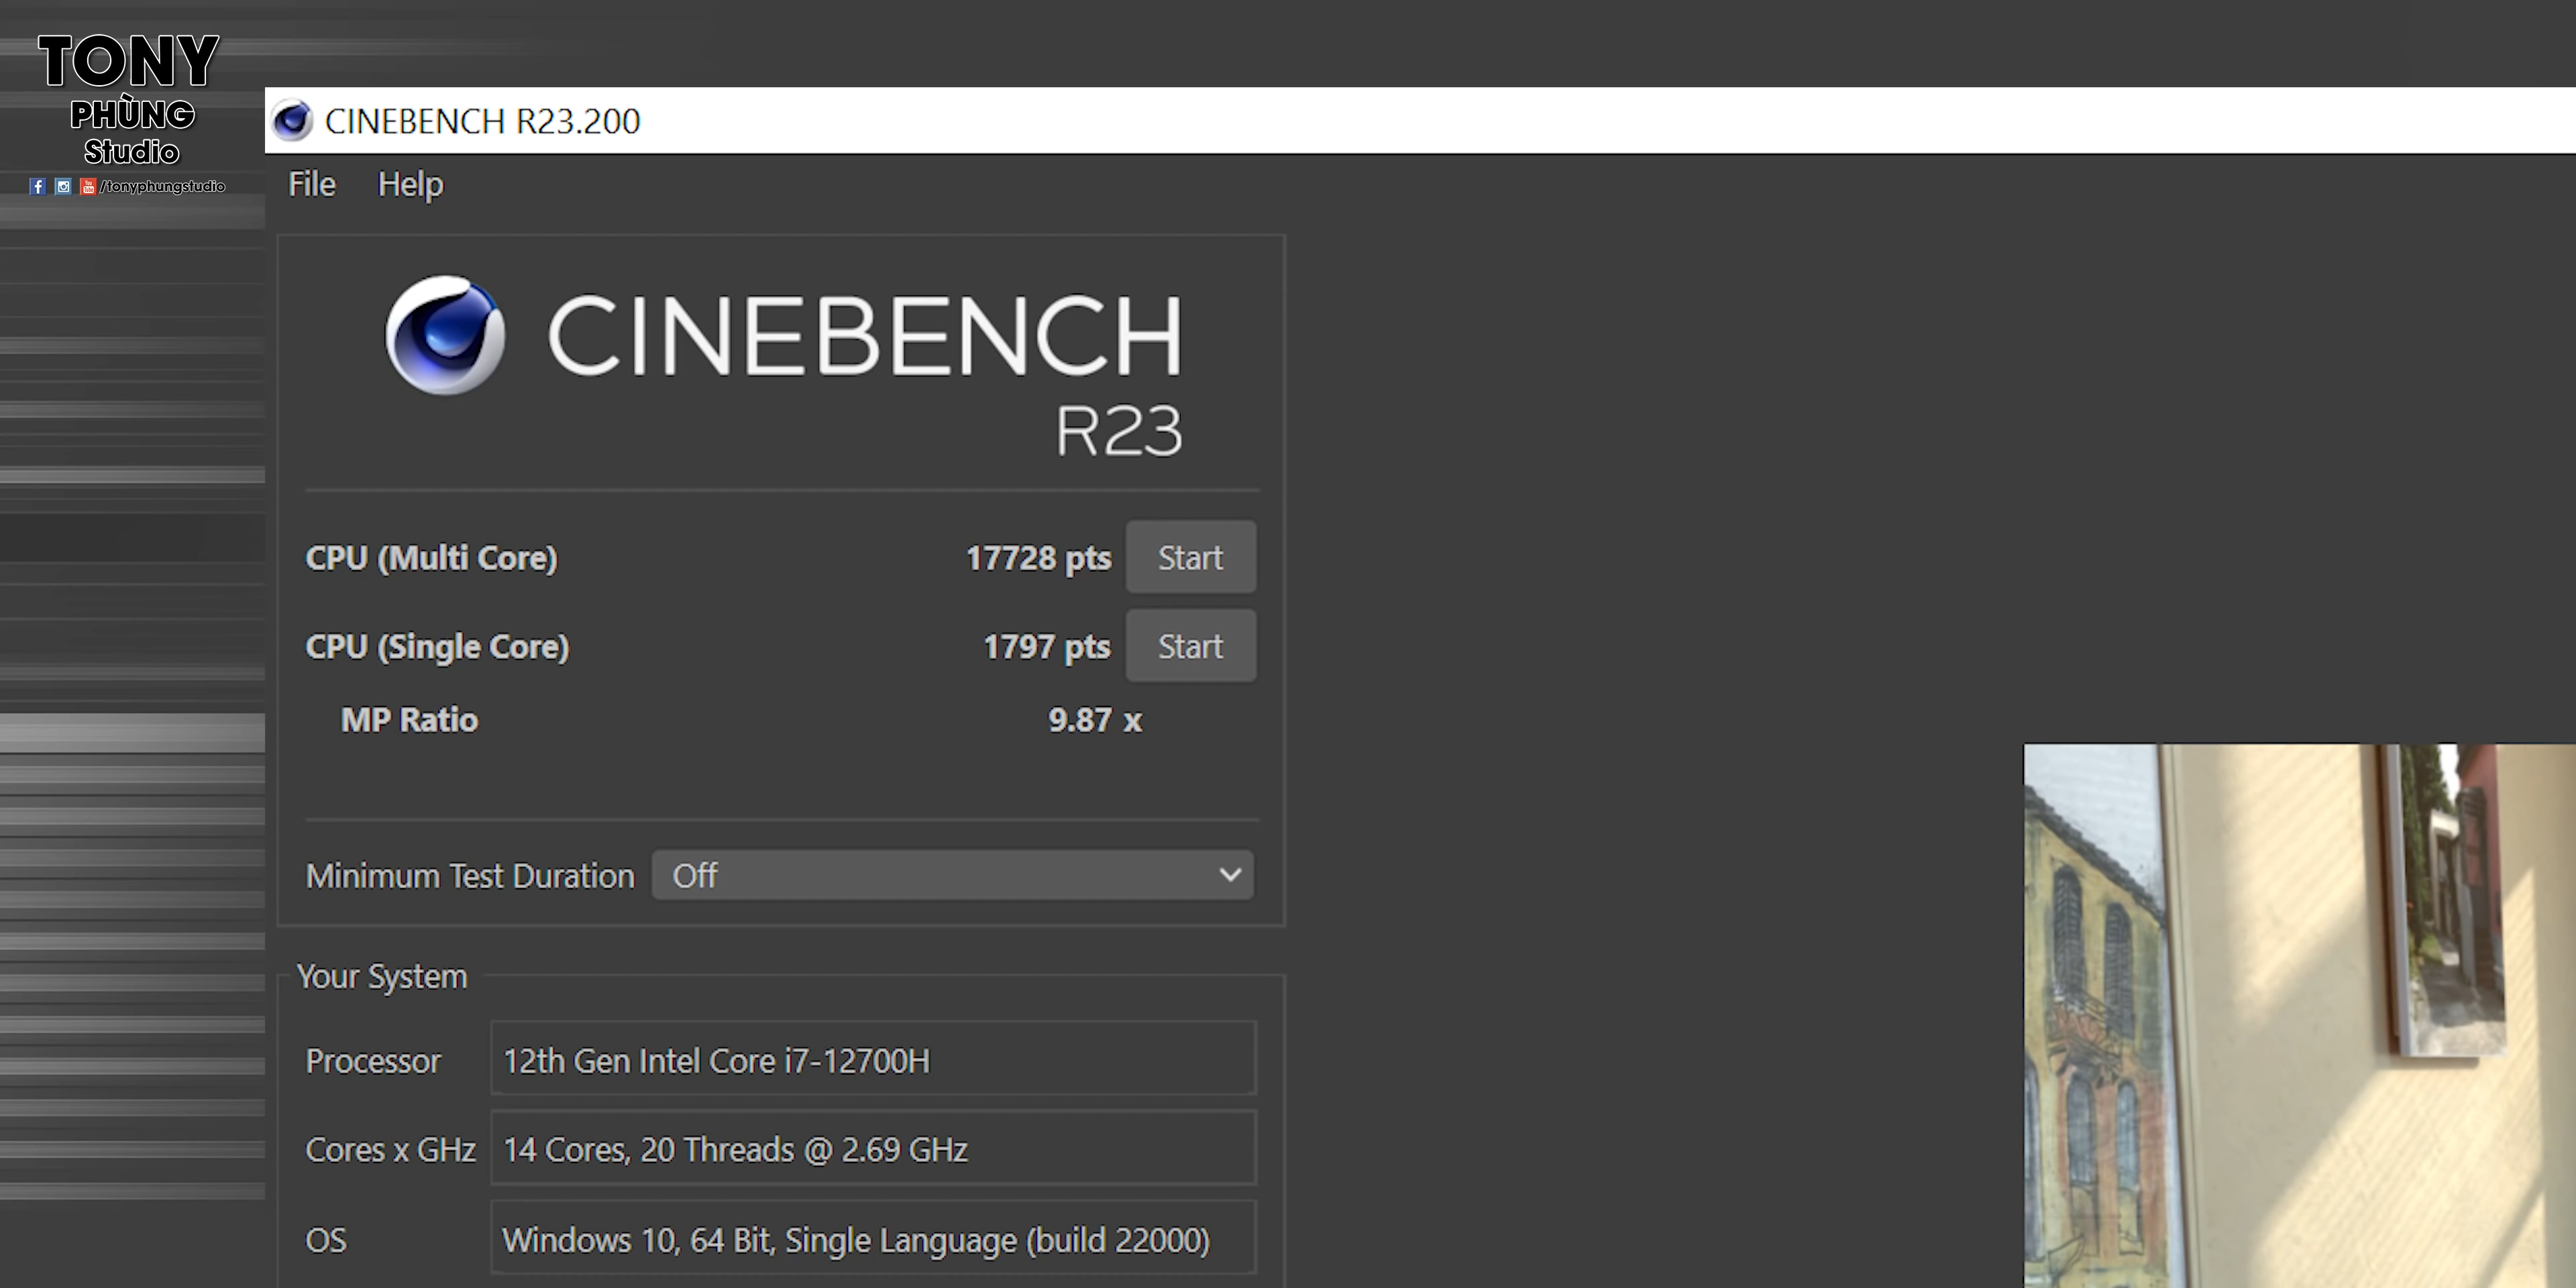 TONY
PHÙNG
Studio
/tonyphungstudio
CINEBENCH R23.200
File Help
CINEBENCH
R23
CPU (Multi Core) 17728 pts Start
CPU (Single Core) 1797 pts Start
MP Ratio 9.87 x
Minimum Test Duration Off
Your System
Processor 12th Gen Intel Core i7-12700H
Cores x GHz 14 Cores, 20 Threads @ 2.69 GHz
OS Windows 10, 64 Bit, Single Language (build 22000)